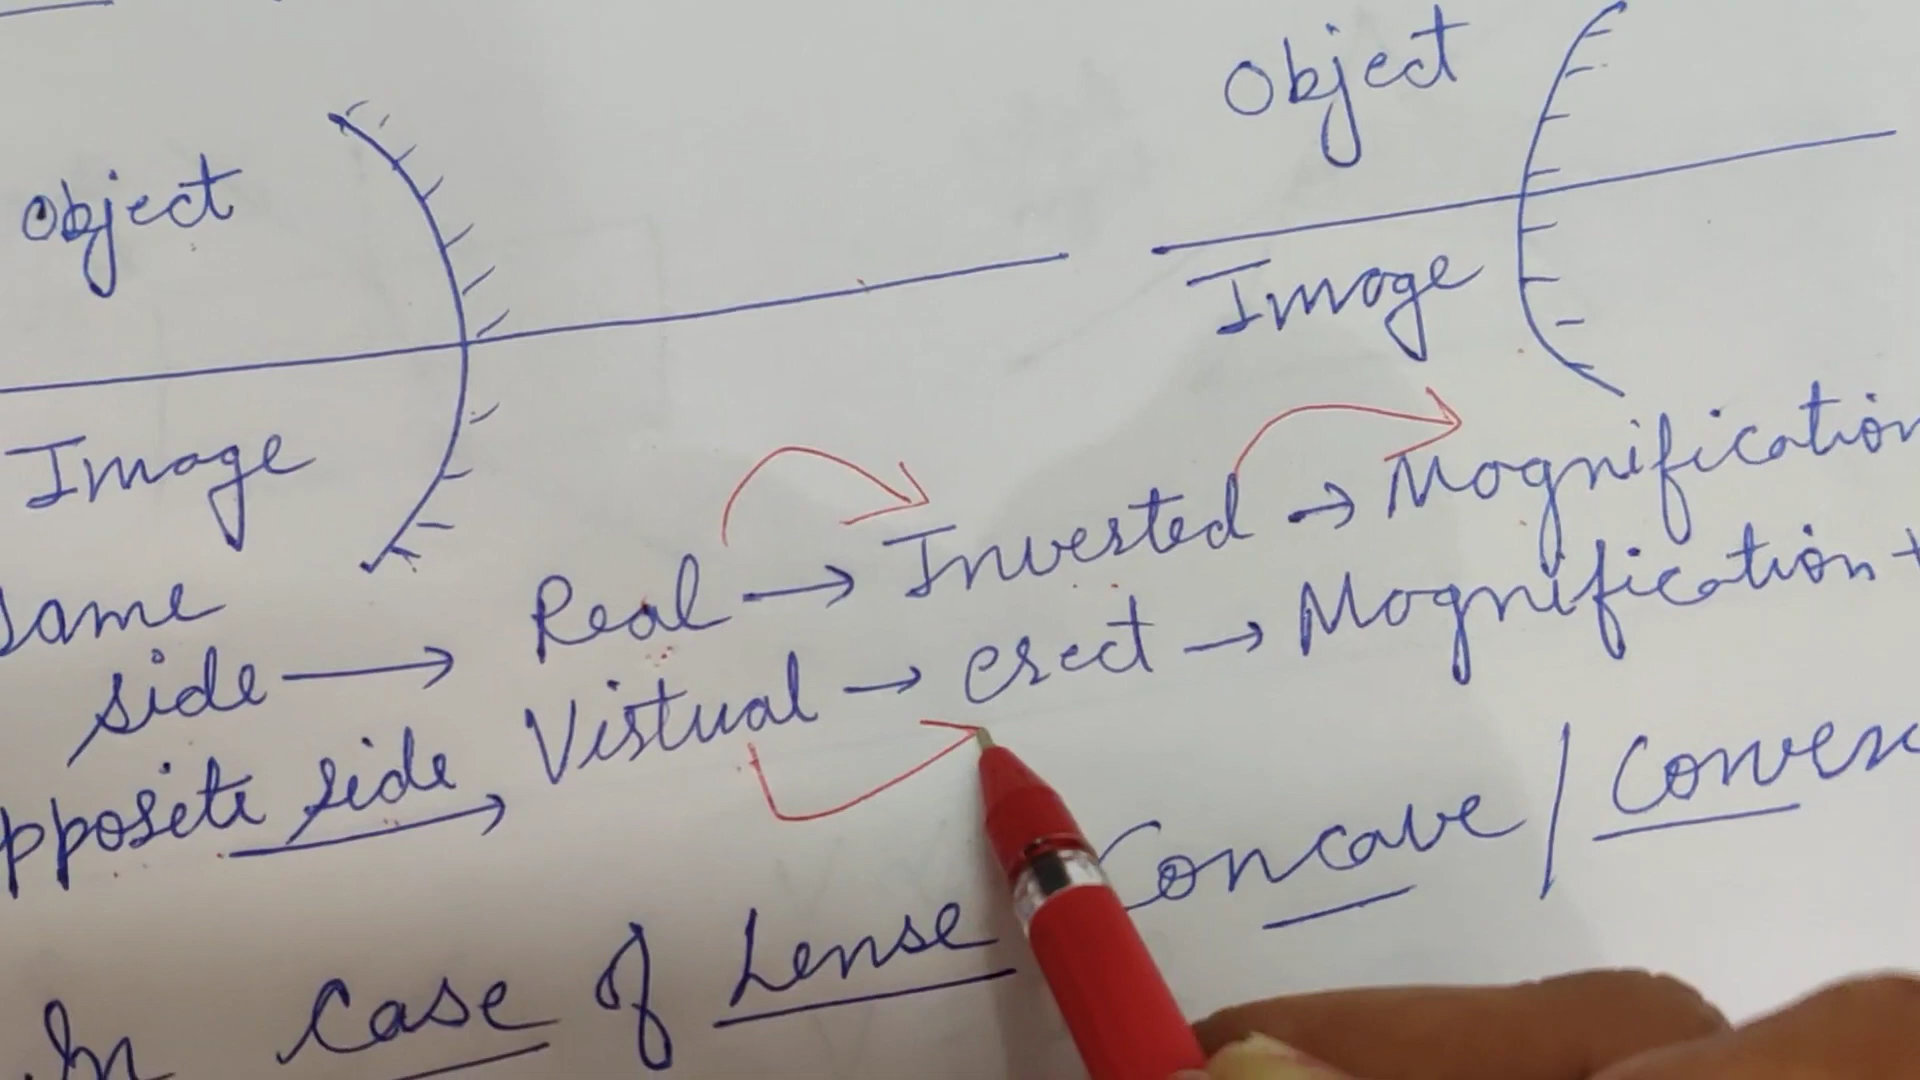 Object
Object
Image
Image
Same
side → Real → Inverted → Magnification
opposite side → Virtual → erect → Magnification +
In case of Lense Concave / Convex